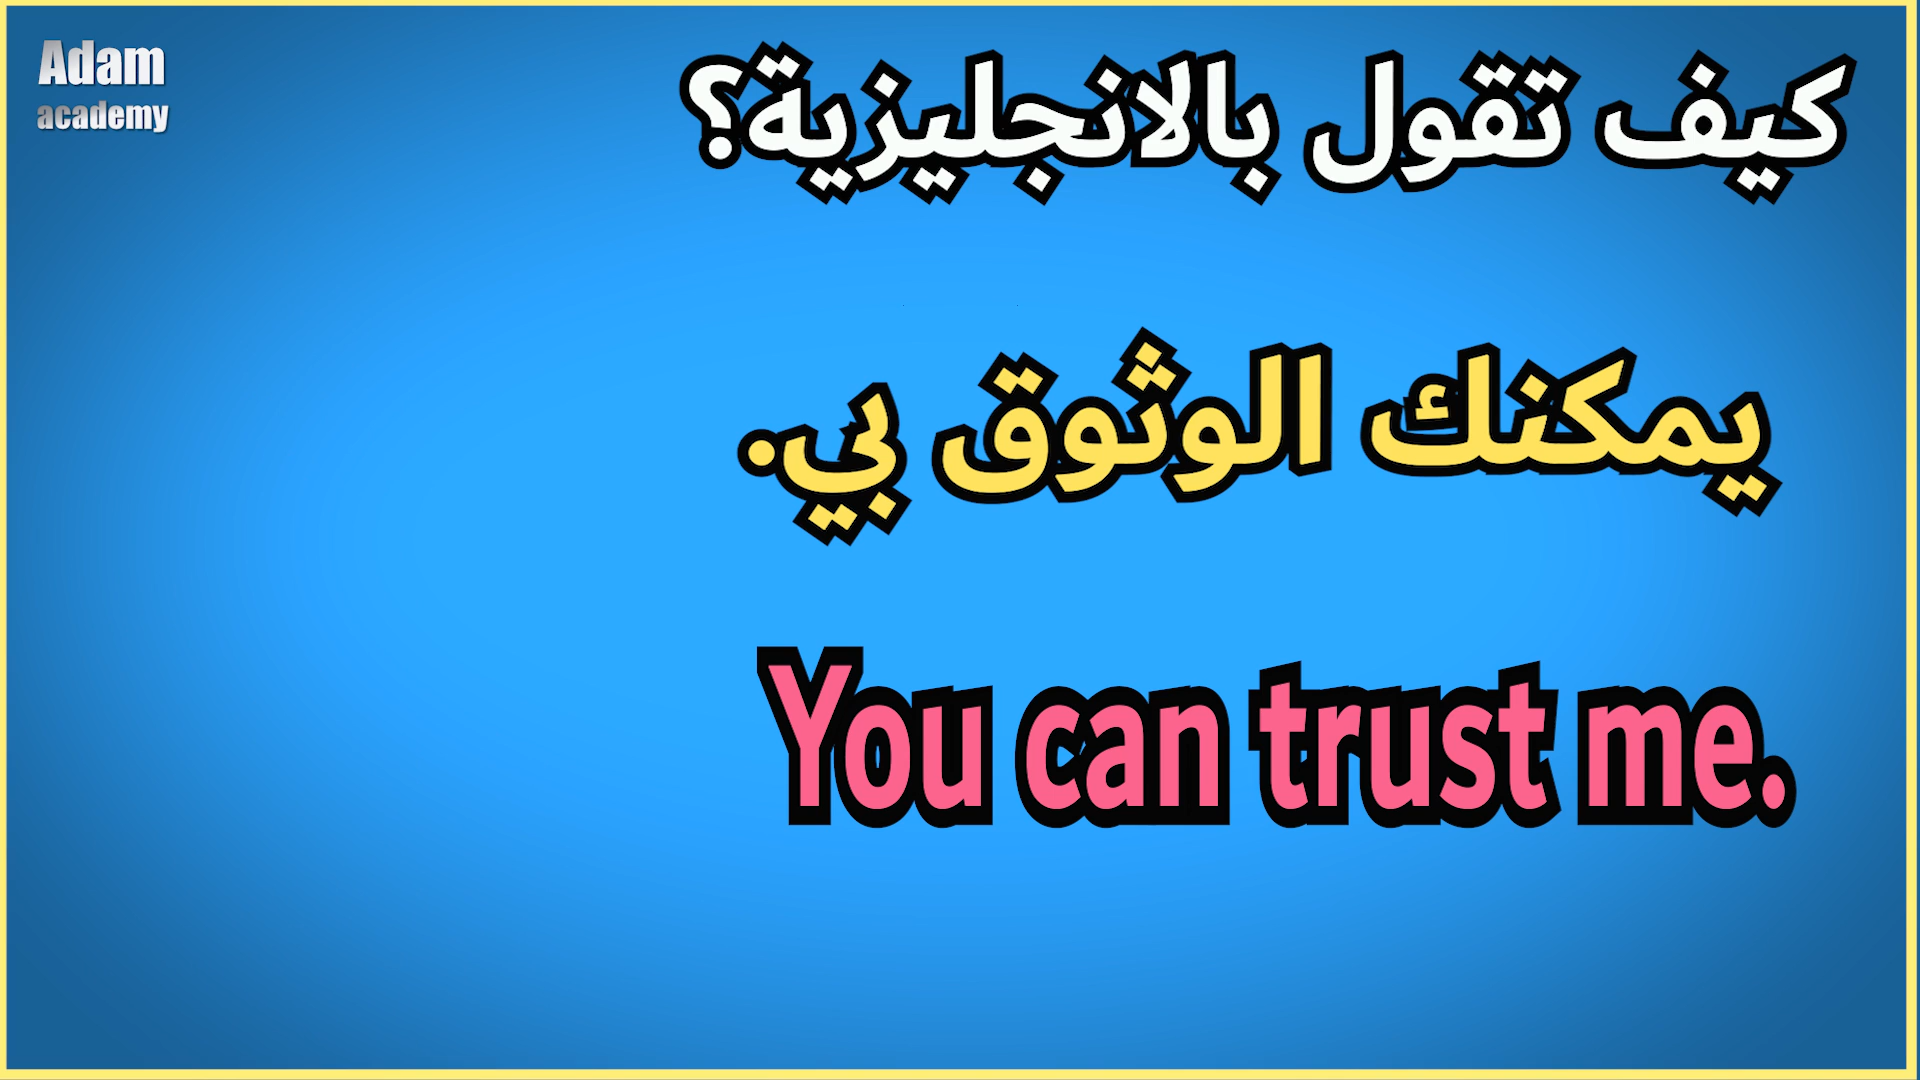 Adam
academy
كيف تقول بالانجليزية؟
يمكنك الوثوق بي.
You can trust me.